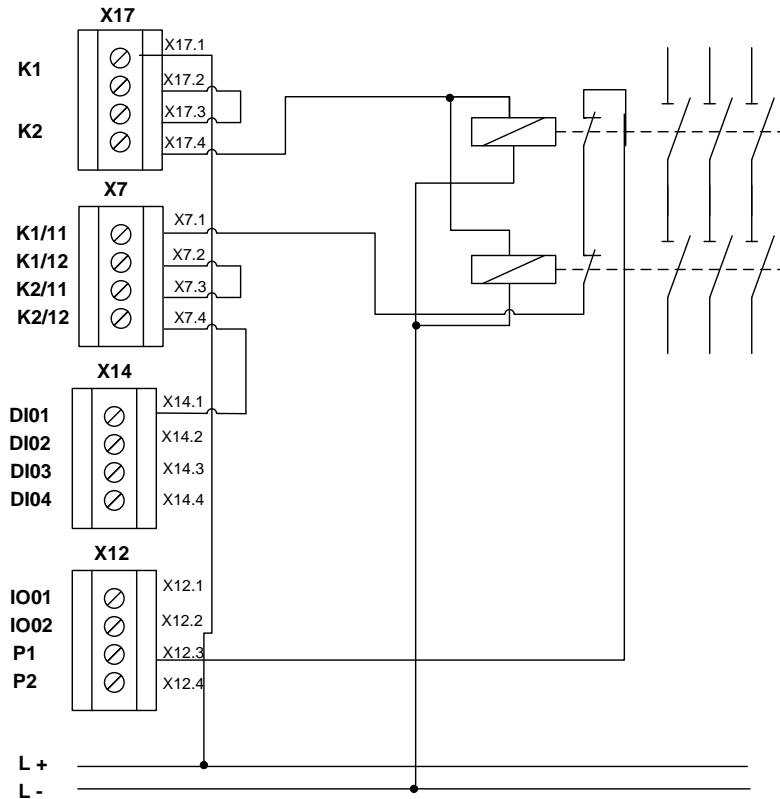 X17
K1
K2
X17.1
X17.2
X17.3
X17.4
X7
K1/11
K1/12
K2/11
K2/12
X7.1
X7.2
X7.3
X7.4
X14
DI01
DI02
DI03
DI04
X14.1
X14.2
X14.3
X14.4
X12
IO01
IO02
P1
P2
X12.1
X12.2
X12.3
X12.4
L +
L -